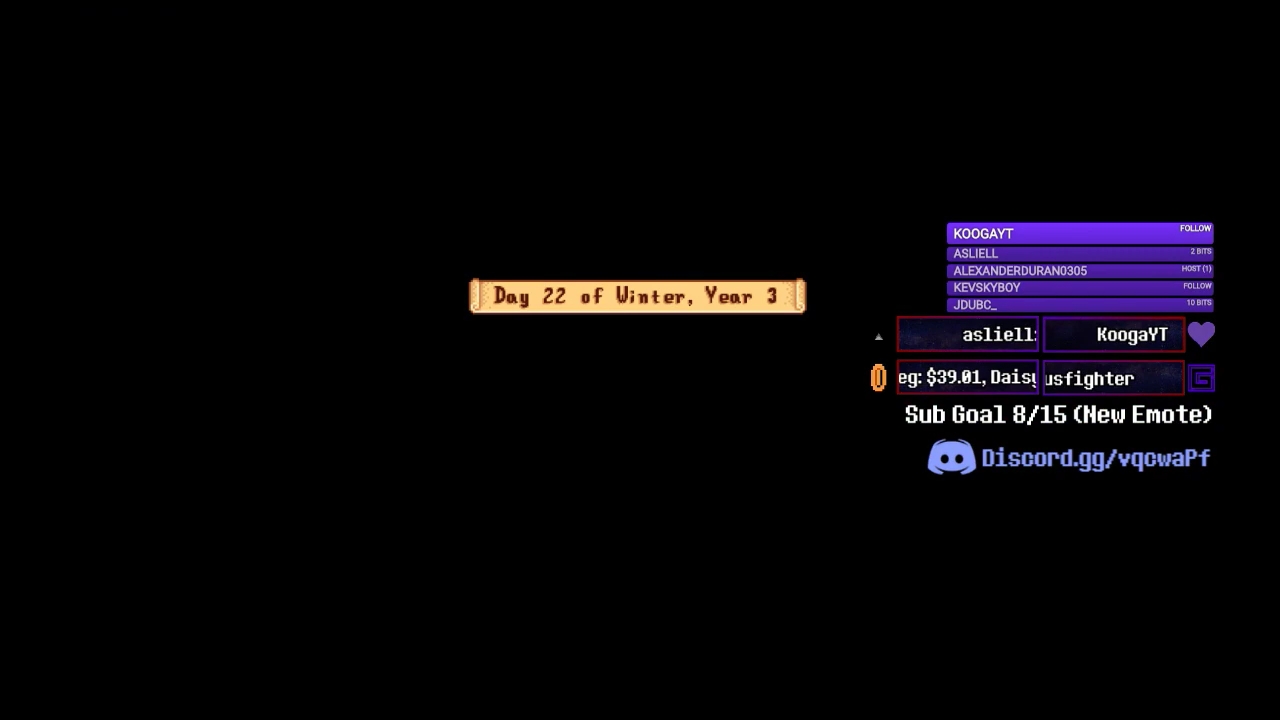 Day 22 of Winter, Year 3
KOOGAYT FOLLOW
ASLIELL 2 BITS
ALEXANDERDURAN0305 HOST (1)
KEVSKYBOY FOLLOW
JDUBC_ 10 BITS
asliell: KoogaYT
eg: $39.01, Daisy usfighter
Sub Goal 8/15 (New Emote)
Discord.gg/vqcwaPf